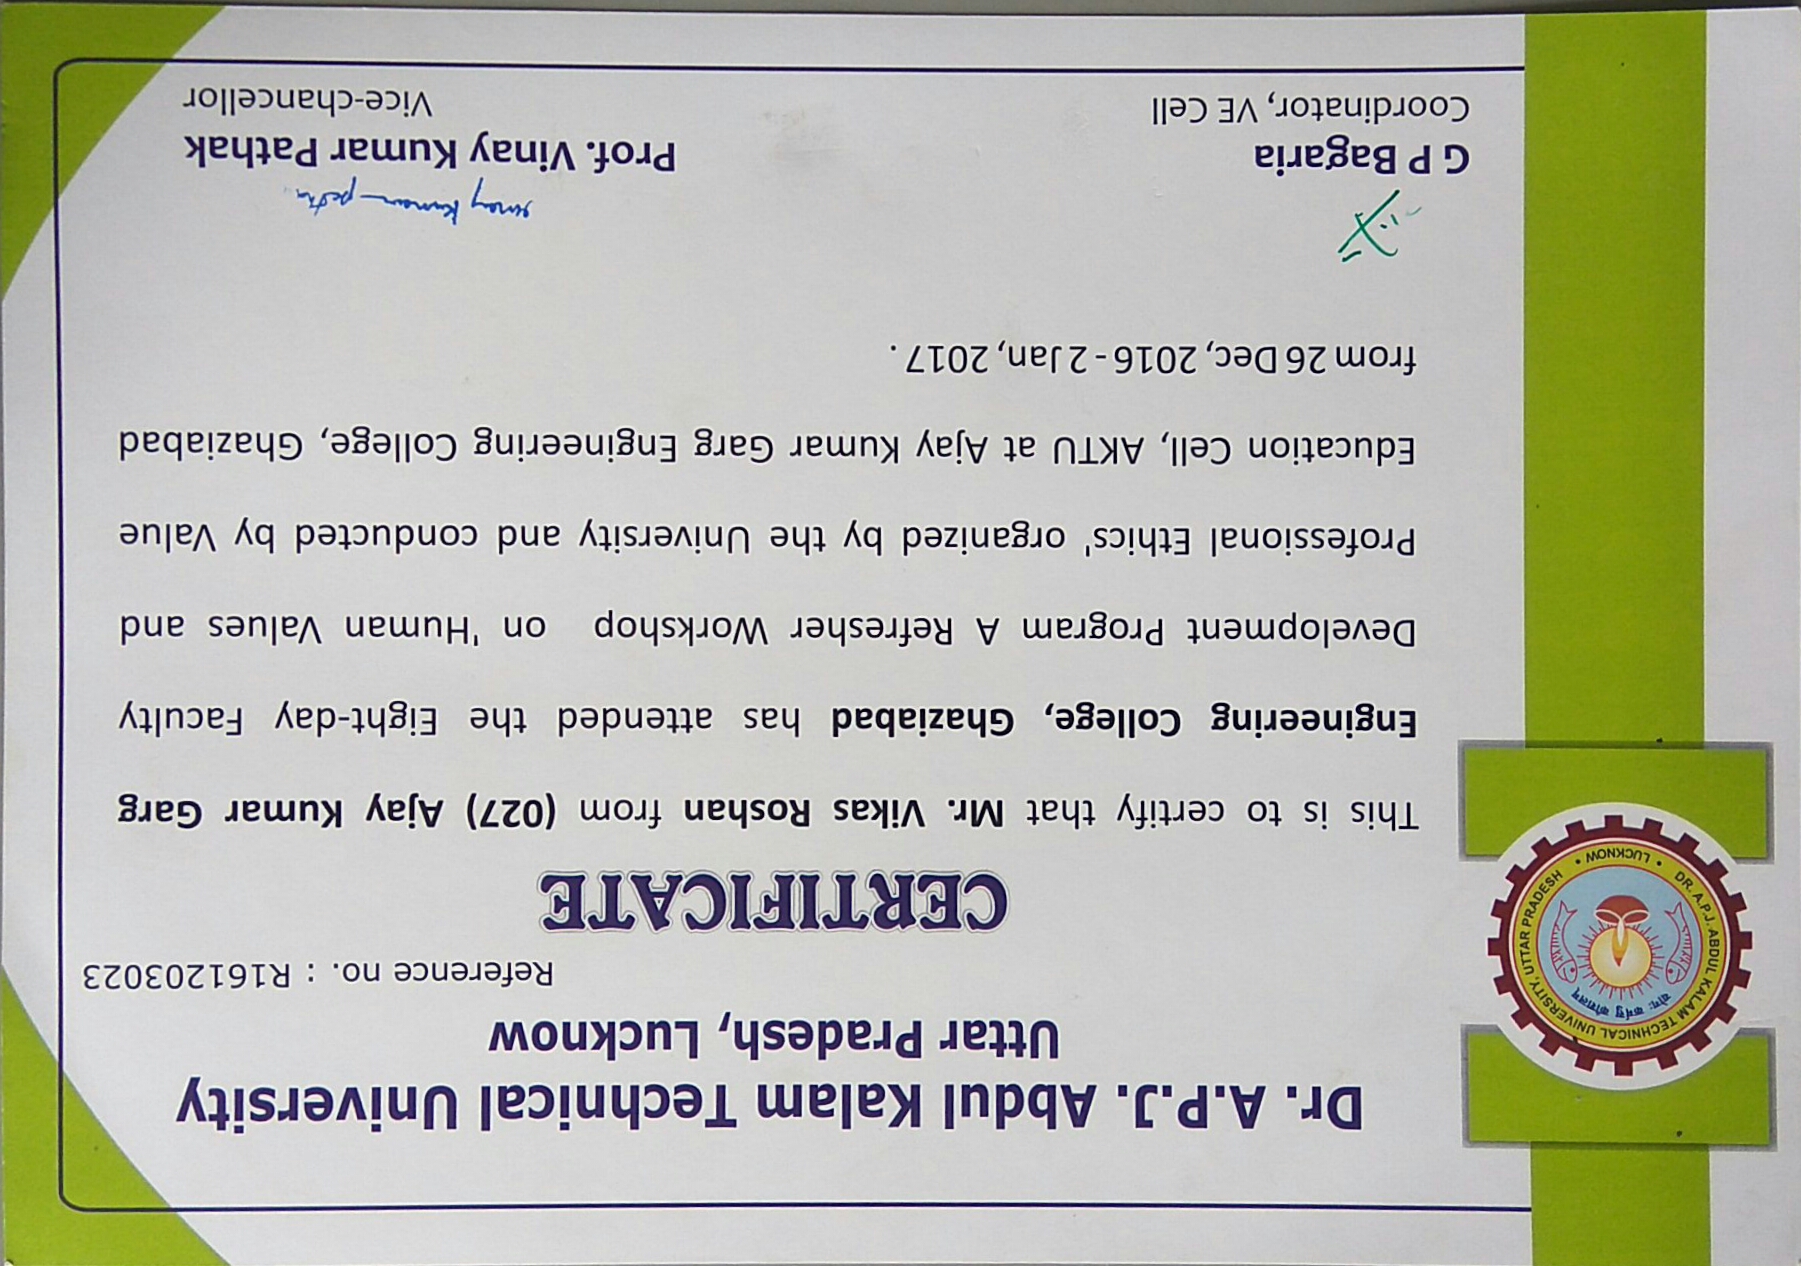 Dr. A.P.J. Abdul Kalam Technical University
Uttar Pradesh, Lucknow
Reference no. : R161203023
DR. A.P.J. ABDUL KALAM TECHNICAL UNIVERSITY, UTTAR PRADESH
• LUCKNOW •
योगः कर्मसु कौशलम्
CERTIFICATE
This is to certify that Mr. Vikas Roshan from (027) Ajay Kumar Garg
Engineering College, Ghaziabad has attended the Eight-day Faculty
Development Program A Refresher Workshop on 'Human Values and
Professional Ethics' organized by the University and conducted by Value
Education Cell, AKTU at Ajay Kumar Garg Engineering College, Ghaziabad
from 26 Dec, 2016 - 2 Jan, 2017 .
G P Bagaria
Coordinator, VE Cell
Prof. Vinay Kumar Pathak
Vice-chancellor